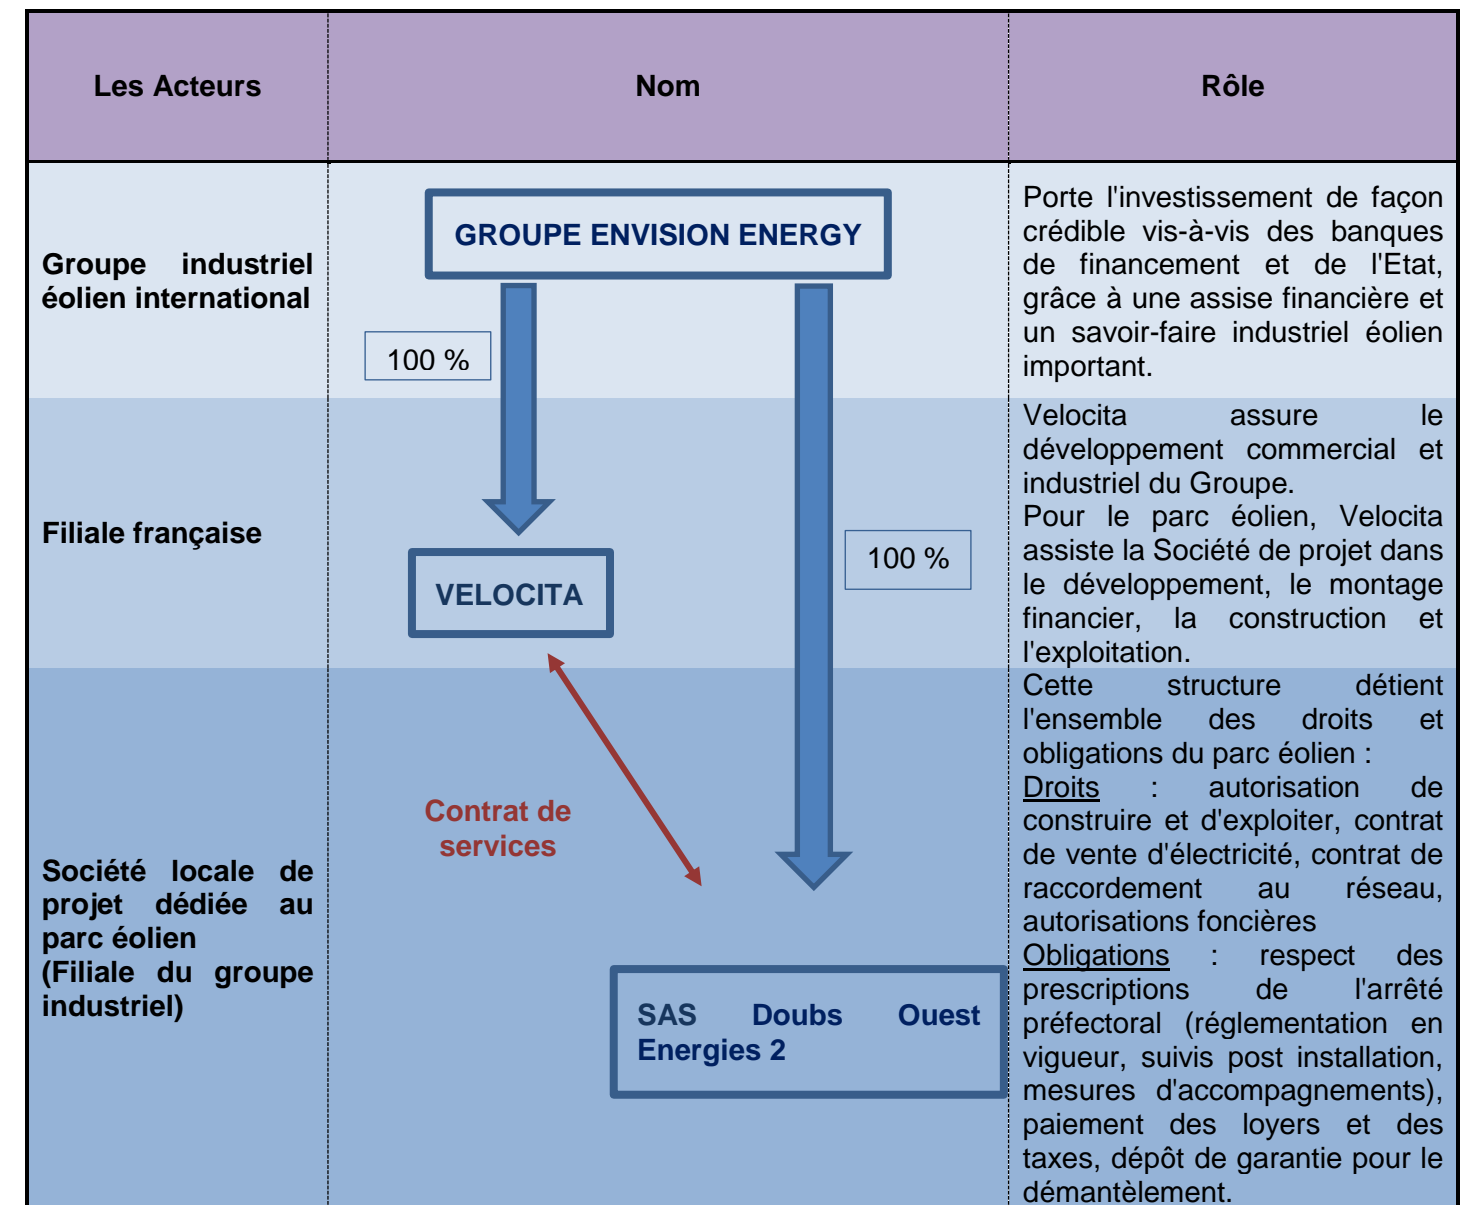 Les Acteurs
Nom
Rôle
Groupe industriel
éolien international
GROUPE ENVISION ENERGY
100 %
Porte l'investissement de façon
crédible vis-à-vis des banques
de financement et de l'Etat,
grâce à une assise financière et
un savoir-faire industriel éolien
important.
Filiale française
VELOCITA
100 %
Velocita assure le
développement commercial et
industriel du Groupe.
Pour le parc éolien, Velocita
assiste la Société de projet dans
le développement, le montage
financier, la construction et
l'exploitation.
Société locale de
projet dédiée au
parc éolien
(Filiale du groupe
industriel)
Contrat de
services
SAS Doubs Ouest
Energies 2
Cette structure détient
l'ensemble des droits et
obligations du parc éolien :
Droits : autorisation de
construire et d'exploiter, contrat
de vente d'électricité, contrat de
raccordement au réseau,
autorisations foncières
Obligations : respect des
prescriptions de l'arrêté
préfectoral (réglementation en
vigueur, suivis post installation,
mesures d'accompagnements),
paiement des loyers et des
taxes, dépôt de garantie pour le
démantèlement.